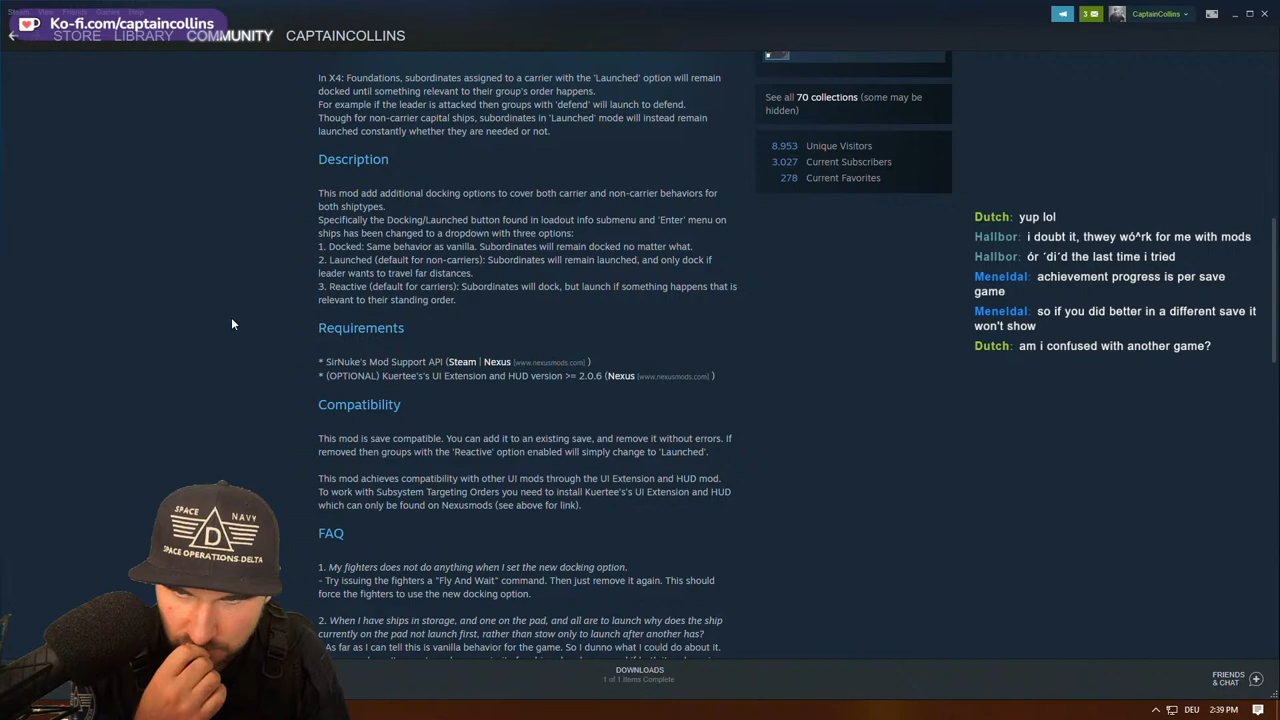 Steam View Friends Games Help
Ko-fi.com/captaincollins
STORE LIBRARY COMMUNITY CAPTAINCOLLINS
3
CaptainCollins
In X4: Foundations, subordinates assigned to a carrier with the 'Launched' option will remain
docked until something relevant to their group's order happens.
For example if the leader is attacked then groups with 'defend' will launch to defend.
Though for non-carrier capital ships, subordinates in 'Launched' mode will instead remain
launched constantly whether they are needed or not.
Description
This mod add additional docking options to cover both carrier and non-carrier behaviors for
both shiptypes.
Specifically the Docking/Launched button found in loadout info submenu and 'Enter' menu on
ships has been changed to a dropdown with three options:
1. Docked: Same behavior as vanilla. Subordinates will remain docked no matter what.
2. Launched (default for non-carriers): Subordinates will remain launched, and only dock if
leader wants to travel far distances.
3. Reactive (default for carriers): Subordinates will dock, but launch if something happens that is
relevant to their standing order.
Requirements
* SirNuke's Mod Support API (Steam | Nexus [www.nexusmods.com] )
* (OPTIONAL) Kuertee's's UI Extension and HUD version >= 2.0.6 (Nexus [www.nexusmods.com] )
Compatibility
This mod is save compatible. You can add it to an existing save, and remove it without errors. If
removed then groups with the 'Reactive' option enabled will simply change to 'Launched'.
This mod achieves compatibility with other UI mods through the UI Extension and HUD mod.
To work with Subsystem Targeting Orders you need to install Kuertee's's UI Extension and HUD
which can only be found on Nexusmods (see above for link).
FAQ
1. My fighters does not do anything when I set the new docking option.
- Try issuing the fighters a "Fly And Wait" command. Then just remove it again. This should
force the fighters to use the new docking option.
2. When I have ships in storage, and one on the pad, and all are to launch why does the ship
currently on the pad not launch first, rather than stow only to launch after another has?
- As far as I can tell this is vanilla behavior for the game. So I dunno what I could do about it.
See all 70 collections (some may be
hidden)
8,953 Unique Visitors
3,027 Current Subscribers
278 Current Favorites
Dutch: yup lol
Hallbor: i doubt it, thwey wó^rk for me with mods
Hallbor: ór ´di´d the last time i tried
Meneldal: achievement progress is per save
game
Meneldal: so if you did better in a different save it
won't show
Dutch: am i confused with another game?
SPACE NAVY
D
SPACE OPERATIONS-DELTA
DOWNLOADS
1 of 1 Items Complete
FRIENDS
& CHAT
DEU 2:39 PM